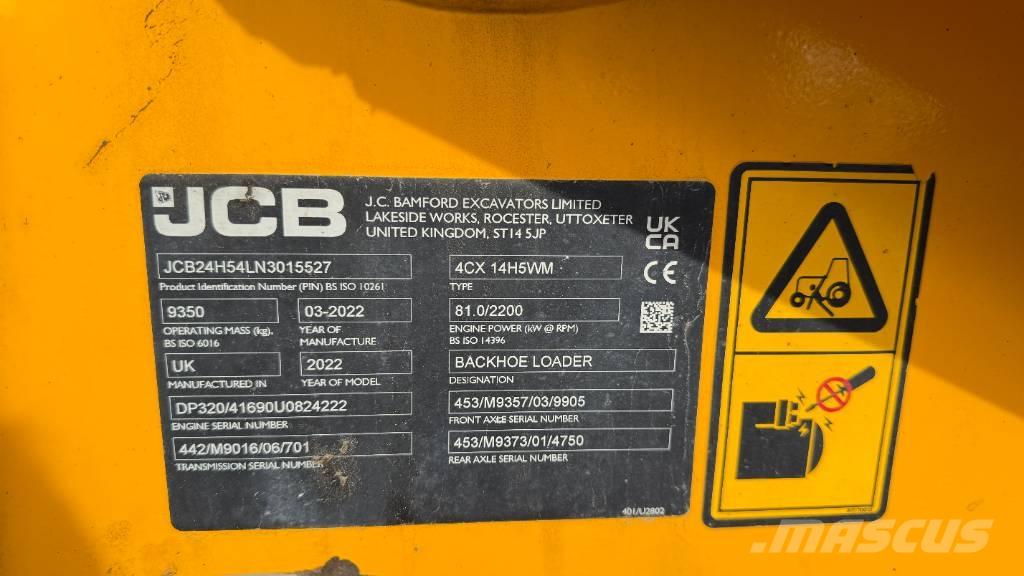 JCB
J.C. BAMFORD EXCAVATORS LIMITED
LAKESIDE WORKS, ROCESTER, UTTOXETER
UNITED KINGDOM, ST14 5JP
UK
CA
CE
JCB24H54LN3015527
Product Identification Number (PIN) BS ISO 10261
4CX 14H5WM
TYPE
9350
OPERATING MASS (kg),
BS ISO 6016
03-2022
YEAR OF
MANUFACTURE
81.0/2200
ENGINE POWER (kW @ RPM)
BS ISO 14396
UK
MANUFACTURED IN
2022
YEAR OF MODEL
BACKHOE LOADER
DESIGNATION
DP320/41690U0824222
ENGINE SERIAL NUMBER
453/M9357/03/9905
FRONT AXLE SERIAL NUMBER
442/M9016/06/701
TRANSMISSION SERIAL NUMBER
453/M9373/01/4750
REAR AXLE SERIAL NUMBER
401/U2802
MASCUS